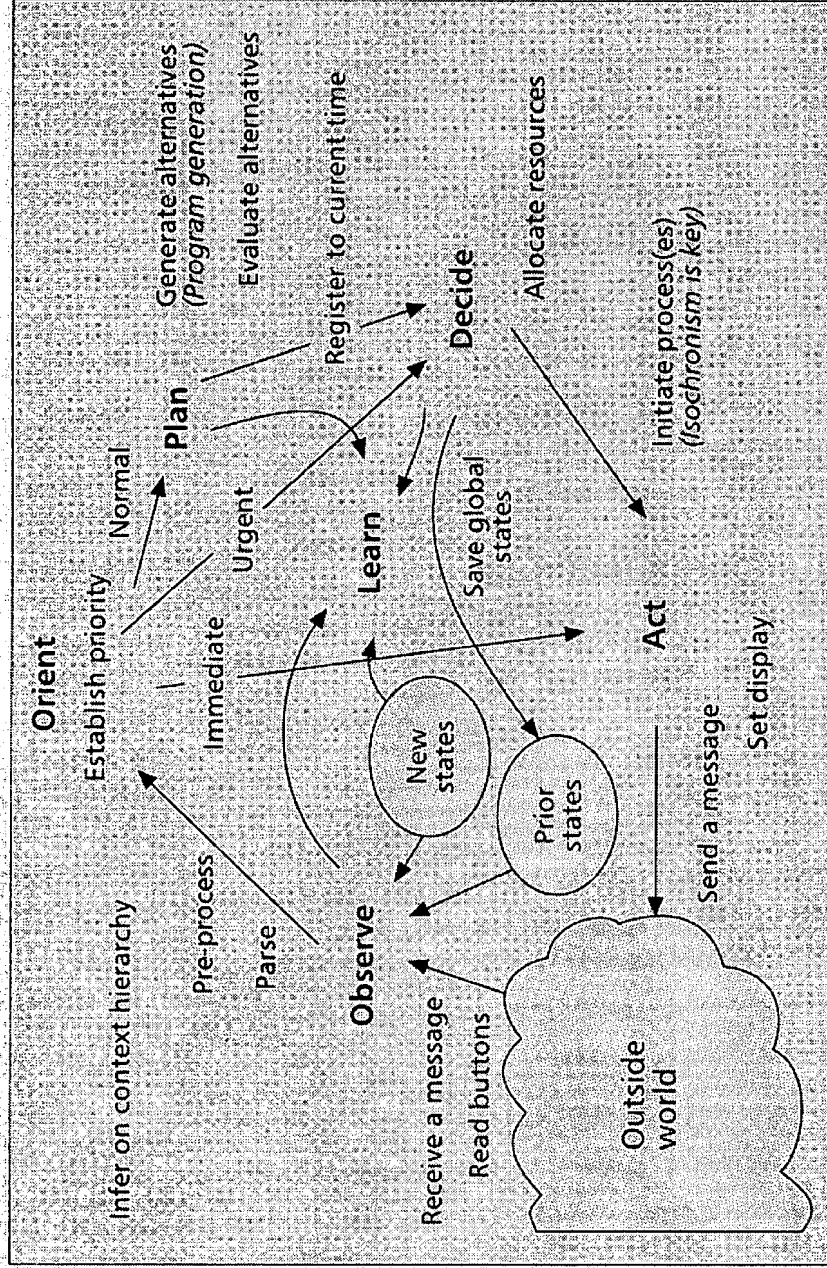 Orient
Establish priority
Infer on context hierarchy
Pre-process
Parse
Normal
Plan
Generate alternatives
(Program generation)
Evaluate alternatives
Register to current time
Immediate
Urgent
Observe
Learn
New
states
Decide
Receive a message
Read buttons
Prior
states
Save global
states
Allocate resources
Outside
world
Act
Send a message
Set display
Initiate process(es)
(Isochronism is key)